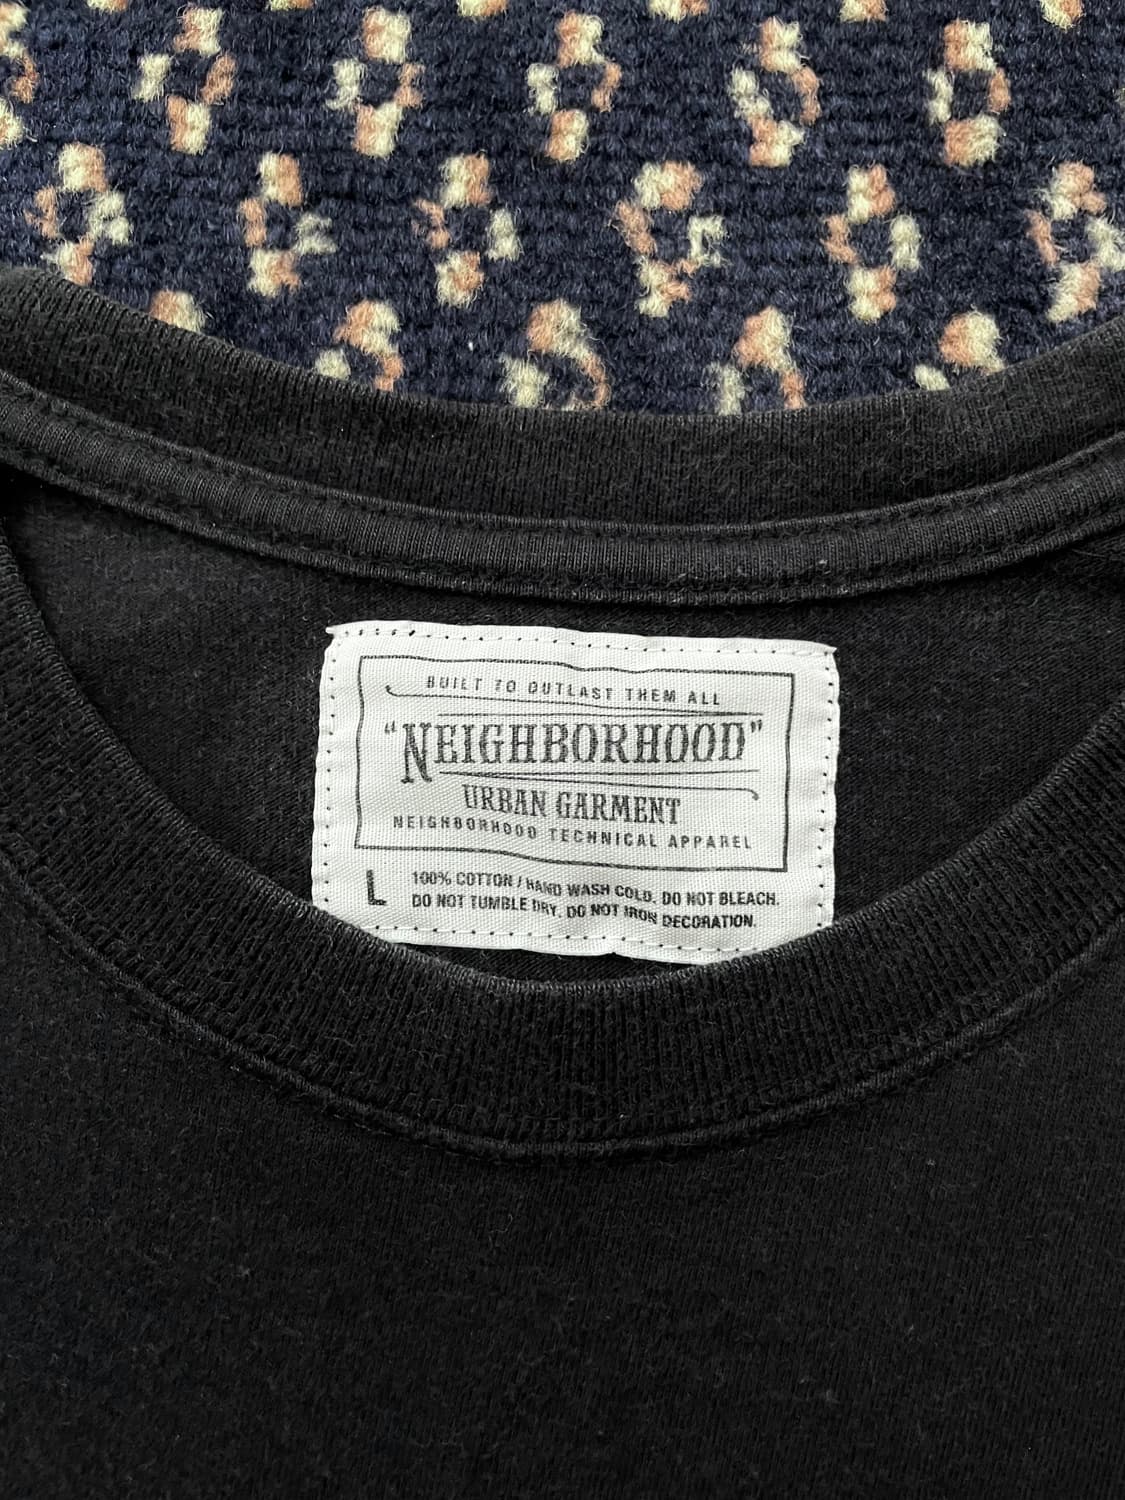 BUILT TO OUTLAST THEM ALL
"NEIGHBORHOOD"
URBAN GARMENT
NEIGHBORHOOD TECHNICAL APPAREL
L
100% COTTON / HAND WASH COLD. DO NOT BLEACH.
DO NOT TUMBLE DRY. DO NOT IRON DECORATION.